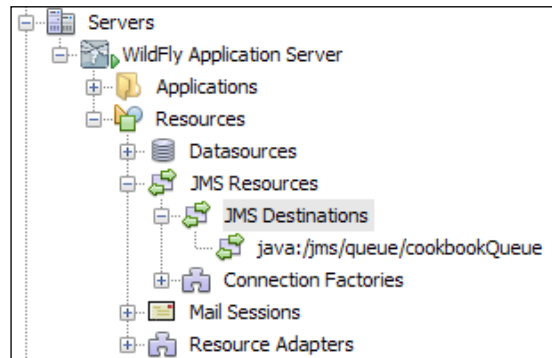 Servers
WildFly Application Server
Applications
Resources
Datasources
JMS Resources
JMS Destinations
java:/jms/queue/cookbookQueue
Connection Factories
Mail Sessions
Resource Adapters